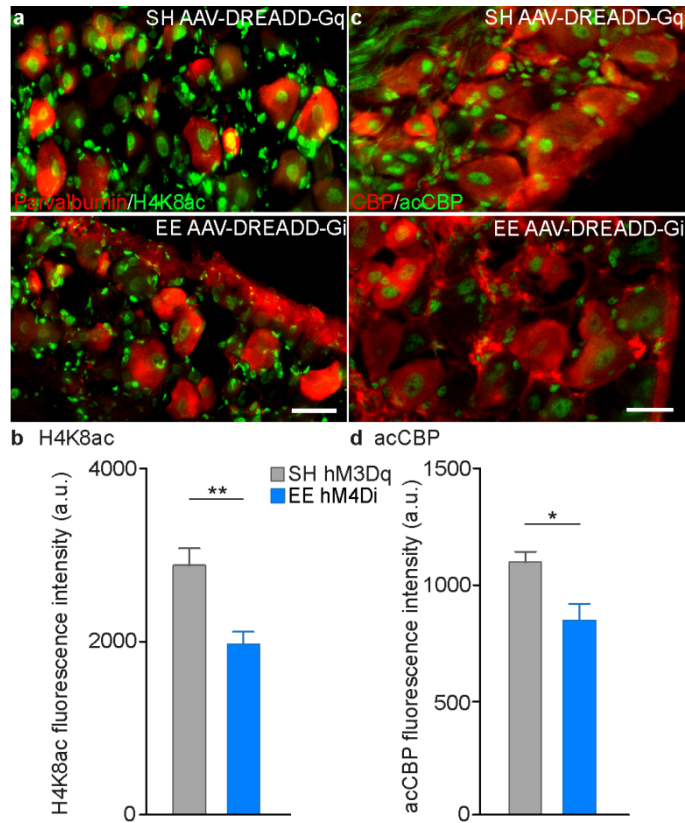 a
SH AAV-DREADD-Gq
Parvalbumin/H4K8ac
EE AAV-DREADD-Gi
c
SH AAV-DREADD-Gq
CBP/acCBP
EE AAV-DREADD-Gi
b H4K8ac
H4K8ac fluorescence intensity (a.u.)
4000
2000
0
**
SH hM3Dq
EE hM4Di
d acCBP
acCBP fluorescence intensity (a.u.)
1500
1000
500
0
*